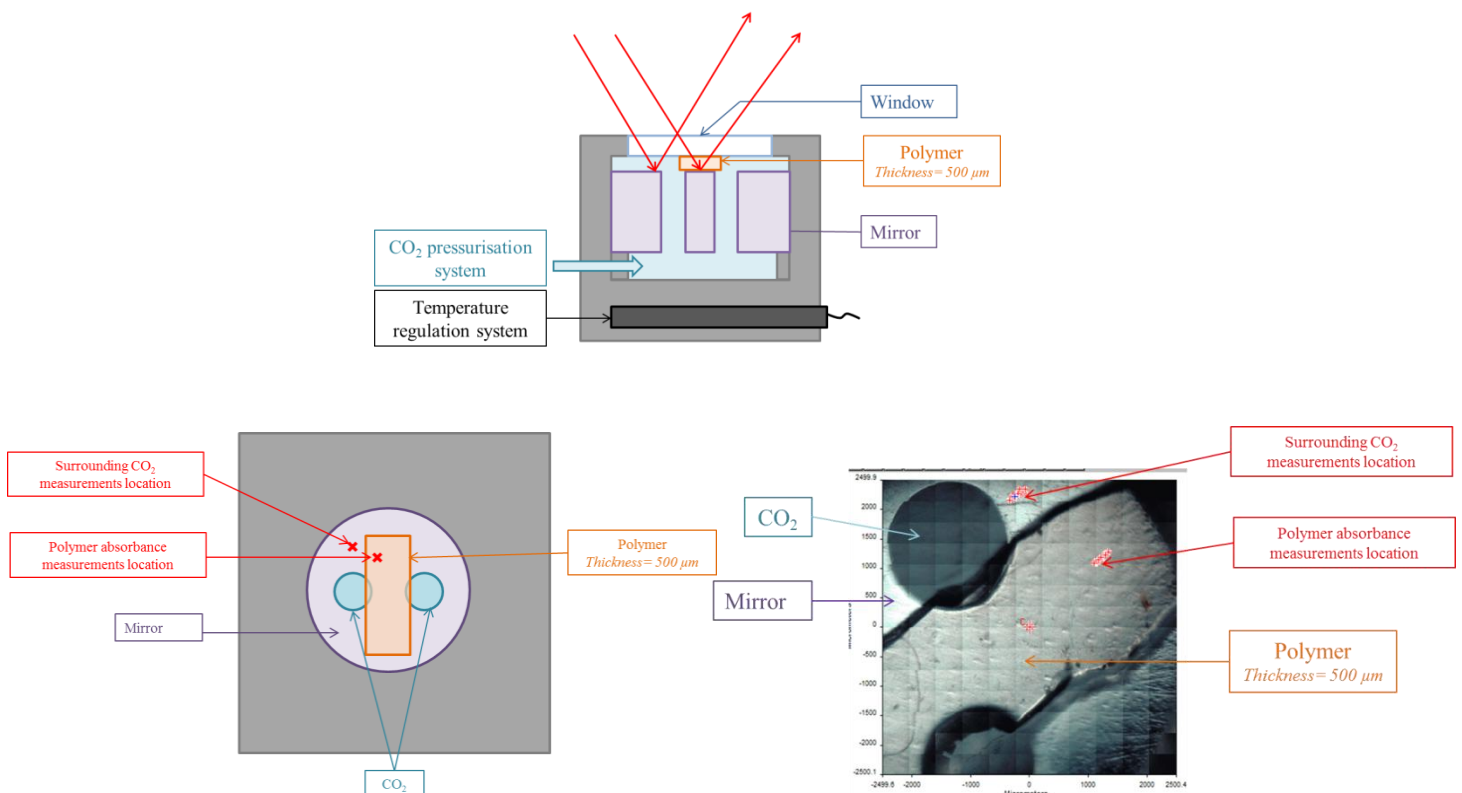 Window
Polymer
Thickness= 500 µm
Mirror
CO₂ pressurisation
system
Temperature
regulation system
Surrounding CO₂
measurements location
Polymer absorbance
measurements location
Mirror
Polymer
Thickness= 500 µm
CO₂
CO₂
Mirror
Surrounding CO₂
measurements location
Polymer absorbance
measurements location
Polymer
Thickness= 500 µm
2499.9
2000
1500
1000
500
0
-500
-1000
-1500
-2000
-2500.1
-2000
-1000
0
1000
2000
2500.4